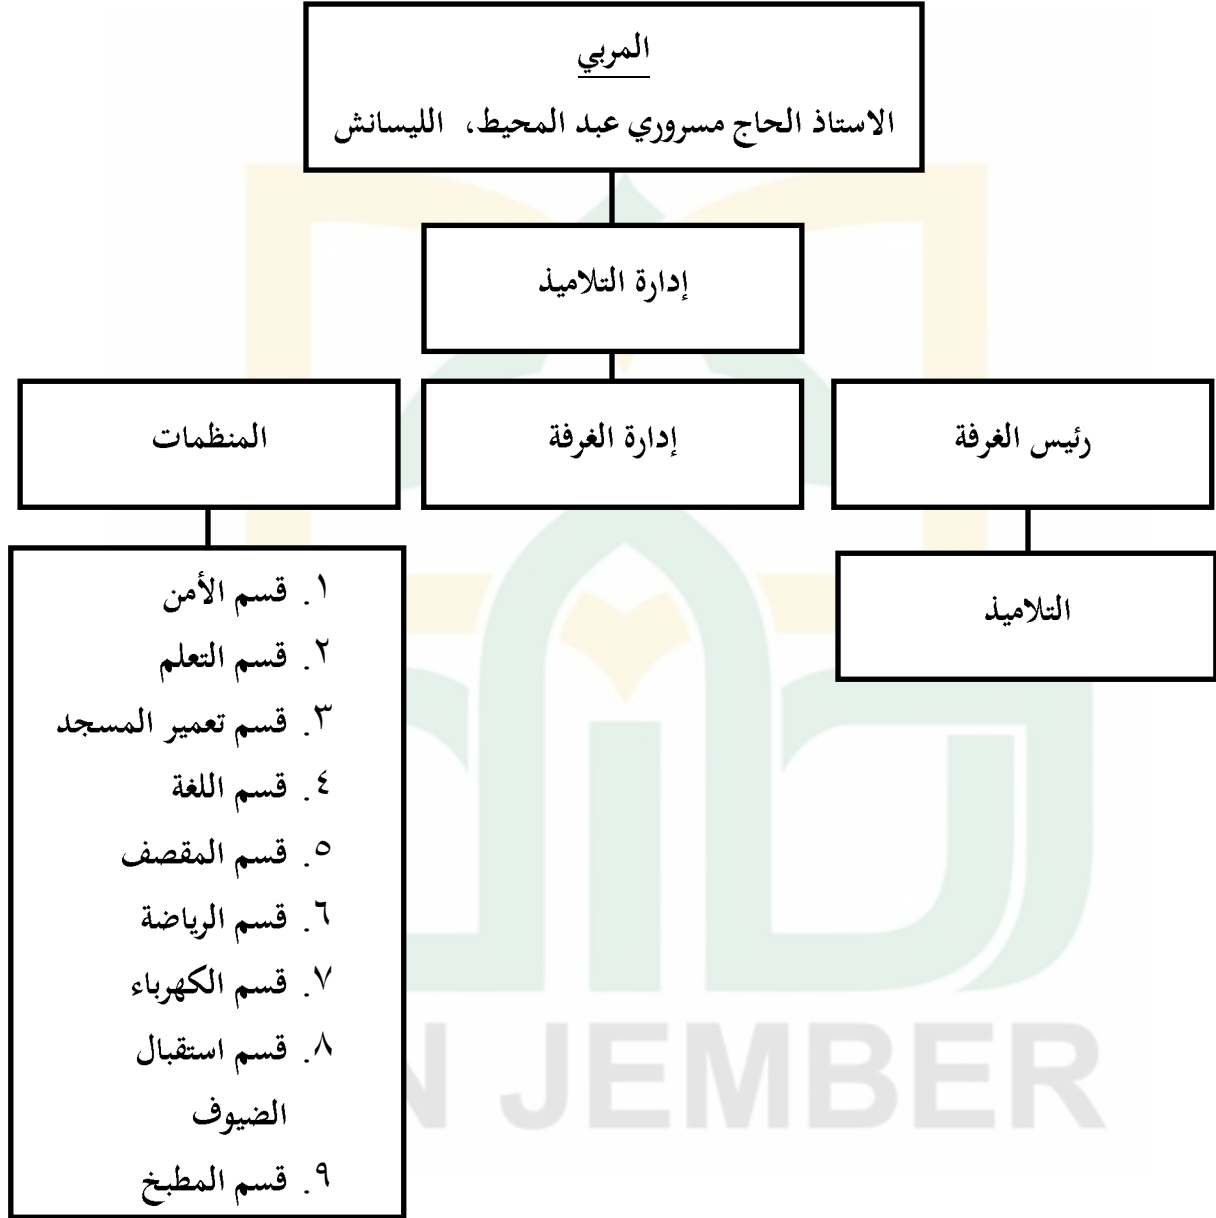 المربي
الاستاذ الحاج مسروري عبد المحيط، الليسانش
إدارة التلاميذ
رئيس الغرفة
إدارة الغرفة
المنظمات
التلاميذ
١. قسم الأمن
٢. قسم التعلم
٣. قسم تعمير المسجد
٤. قسم اللغة
٥. قسم المقصف
٦. قسم الرياضة
٧. قسم الكهرباء
٨. قسم استقبال
الضيوف
٩. قسم المطبخ
N JEMBER